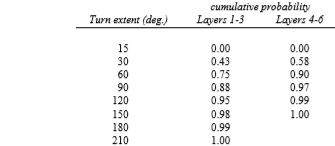 cumulative probability
Turn extent (deg.) Layers 1-3 Layers 4-6
15 0.00 0.00
30 0.43 0.58
60 0.75 0.90
90 0.88 0.97
120 0.95 0.99
150 0.98 1.00
180 0.99
210 1.00